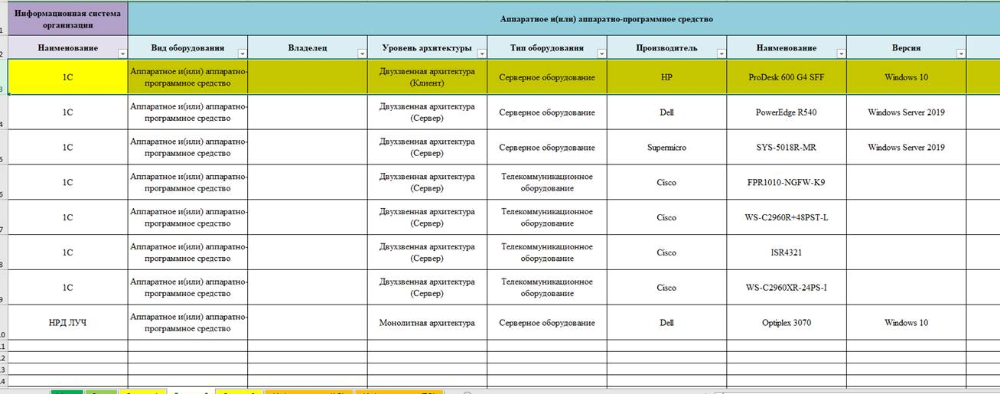 Информационная система
организации
Аппаратное и(или) аппаратно-программное средство
Наименование
Вид оборудования
Владелец
Уровень архитектуры
Тип оборудования
Производитель
Наименование
Версия
1С
Аппаратное и(или) аппаратно-
программное средство
Двухзвенная архитектура
(Клиент)
Серверное оборудование
HP
ProDesk 600 G4 SFF
Windows 10
1С
Аппаратное и(или) аппаратно-
программное средство
Двухзвенная архитектура
(Сервер)
Серверное оборудование
Dell
PowerEdge R540
Windows Server 2019
1С
Аппаратное и(или) аппаратно-
программное средство
Двухзвенная архитектура
(Сервер)
Серверное оборудование
Supermicro
SYS-5018R-MR
Windows Server 2019
1С
Аппаратное и(или) аппаратно-
программное средство
Двухзвенная архитектура
(Сервер)
Телекоммуникационное
оборудование
Cisco
FPR1010-NGFW-K9
1С
Аппаратное и(или) аппаратно-
программное средство
Двухзвенная архитектура
(Сервер)
Телекоммуникационное
оборудование
Cisco
WS-C2960R+48PST-L
1С
Аппаратное и(или) аппаратно-
программное средство
Двухзвенная архитектура
(Сервер)
Телекоммуникационное
оборудование
Cisco
ISR4321
1С
Аппаратное и(или) аппаратно-
программное средство
Двухзвенная архитектура
(Сервер)
Телекоммуникационное
оборудование
Cisco
WS-C2960XR-24PS-I
НРД ЛУЧ
Аппаратное и(или) аппаратно-
программное средство
Монолитная архитектура
Серверное оборудование
Dell
Optiplex 3070
Windows 10